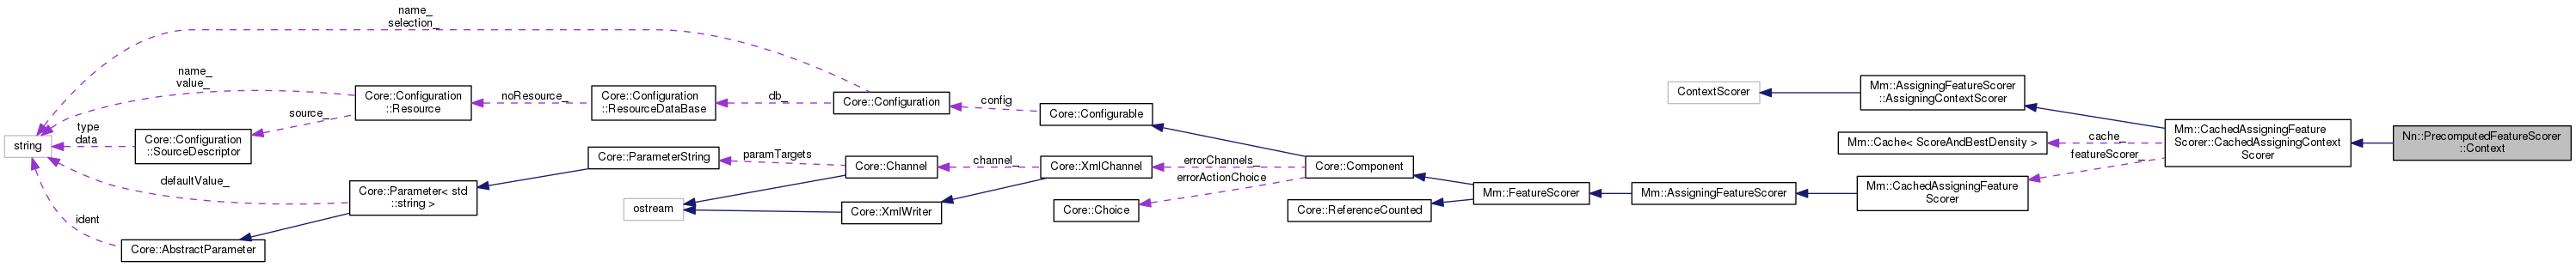 name_
selection_
name_
value_
Core::Configuration
::Resource
noResource_
Core::Configuration
::ResourceDataBase
db_
Core::Configuration
config
Core::Configurable
ContextScorer
Mm::AssigningFeatureScorer
::AssigningContextScorer
type
data
source_
string
Core::Configuration
::SourceDescriptor
Core::ParameterString
paramTargets
Core::Channel
channel_
Core::XmlChannel
errorChannels_
errorActionChoice
Core::Component
Mm::Cache< ScoreAndBestDensity >
cache_
featureScorer_
Mm::CachedAssigningFeature
Scorer::CachedAssigningContext
Scorer
Nn::PrecomputedFeatureScorer
::Context
defaultValue_
Core::Parameter< std
::string >
ostream
Core::XmlWriter
Core::Choice
Core::ReferenceCounted
Mm::FeatureScorer
Mm::AssigningFeatureScorer
Mm::CachedAssigningFeature
Scorer
ident
Core::AbstractParameter